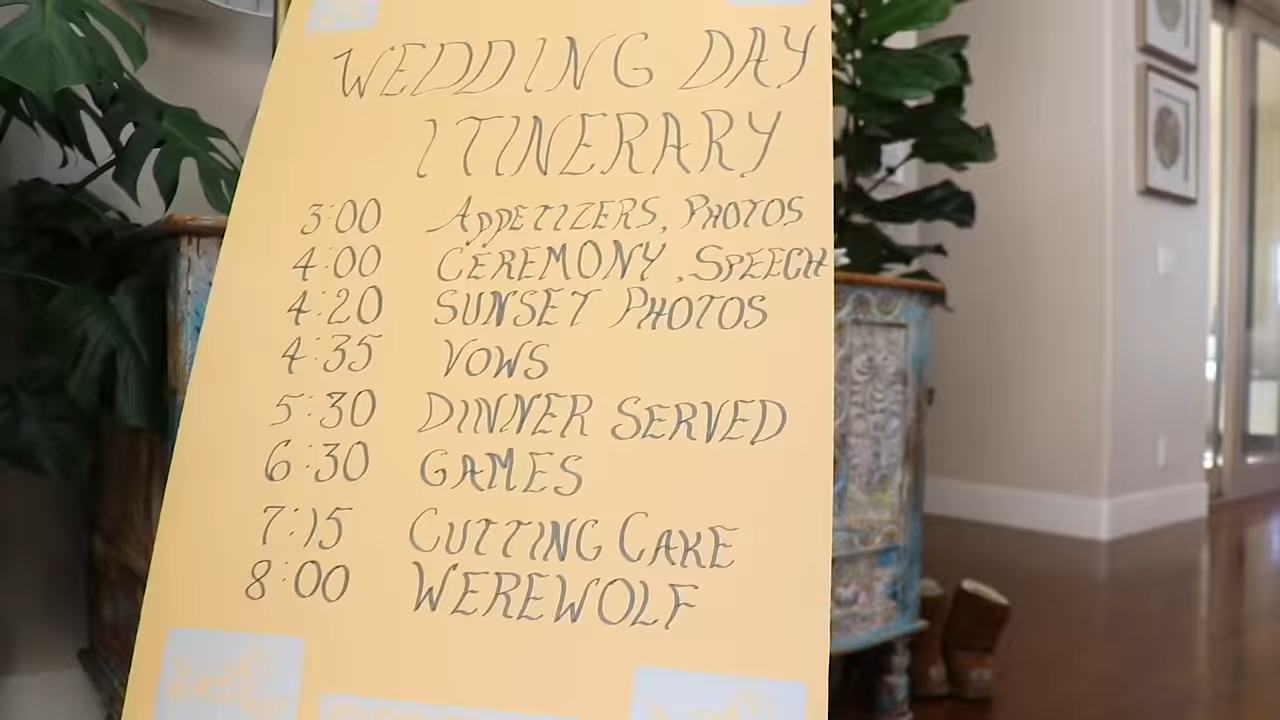 WEDDING DAY
ITINERARY
3:00 APPETIZERS, PHOTOS
4:00 CEREMONY, SPEECH
4:20 SUNSET PHOTOS
4:35 VOWS
5:30 DINNER SERVED
6:30 GAMES
7:15 CUTTING CAKE
8:00 WEREWOLF